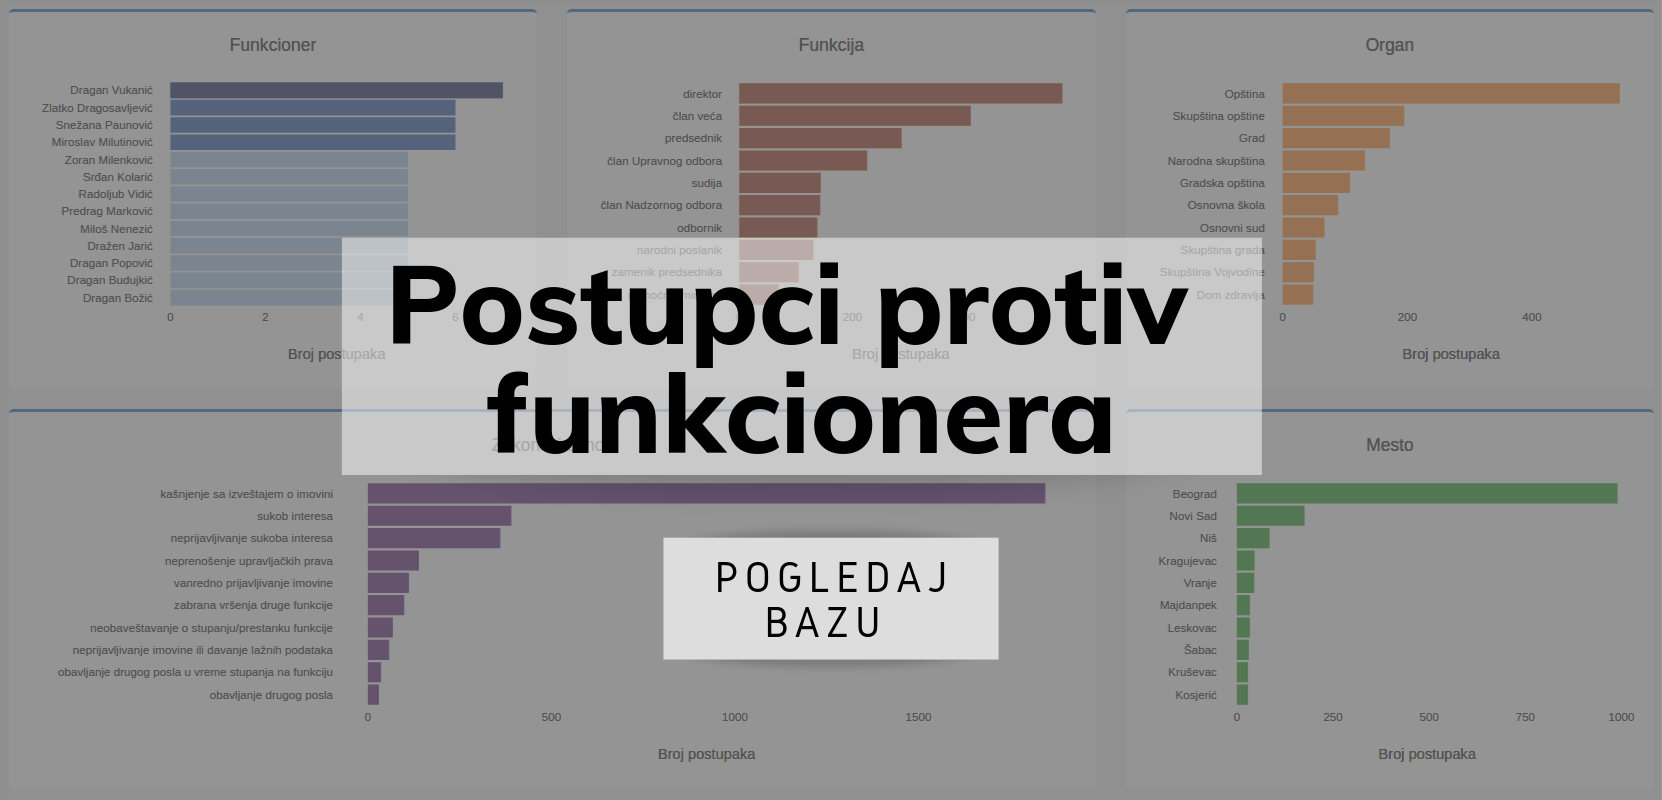 Funkcioner
Dragan Vukanić
Zlatko Dragosavljević
Snežana Paunović
Miroslav Milutinović
Zoran Milenković
Srđan Kolarić
Radoljub Vidić
Predrag Marković
Miloš Nenezić
Dražen Jarić
Dragan Popović
Dragan Budujkić
Dragan Božić
0 2 4 6
Broj postupaka
Funkcija
direktor
član veća
predsednik
član Upravnog odbora
sudija
član Nadzornog odbora
odbornik
narodni poslanik
zamenik predsednika
200
Broj postupaka
Organ
Opština
Skupština opštine
Grad
Narodna skupština
Gradska opština
Osnovna škola
Osnovni sud
Skupština grada
Skupština Vojvodine
Dom zdravlja
0 200 400
Broj postupaka
Postupci protiv
funkcionera
kašnjenje sa izveštajem o imovini
sukob interesa
neprijavljivanje sukoba interesa
neprenošenje upravljačkih prava
vanredno prijavljivanje imovine
zabrana vršenja druge funkcije
neobaveštavanje o stupanju/prestanku funkcije
neprijavljivanje imovine ili davanje lažnih podataka
obavljanje drugog posla u vreme stupanja na funkciju
obavljanje drugog posla
0 500 1000 1500
Broj postupaka
POGLEDAJ
BAZU
Mesto
Beograd
Novi Sad
Niš
Kragujevac
Vranje
Majdanpek
Leskovac
Šabac
Kruševac
Kosjerić
0 250 500 750 1000
Broj postupaka